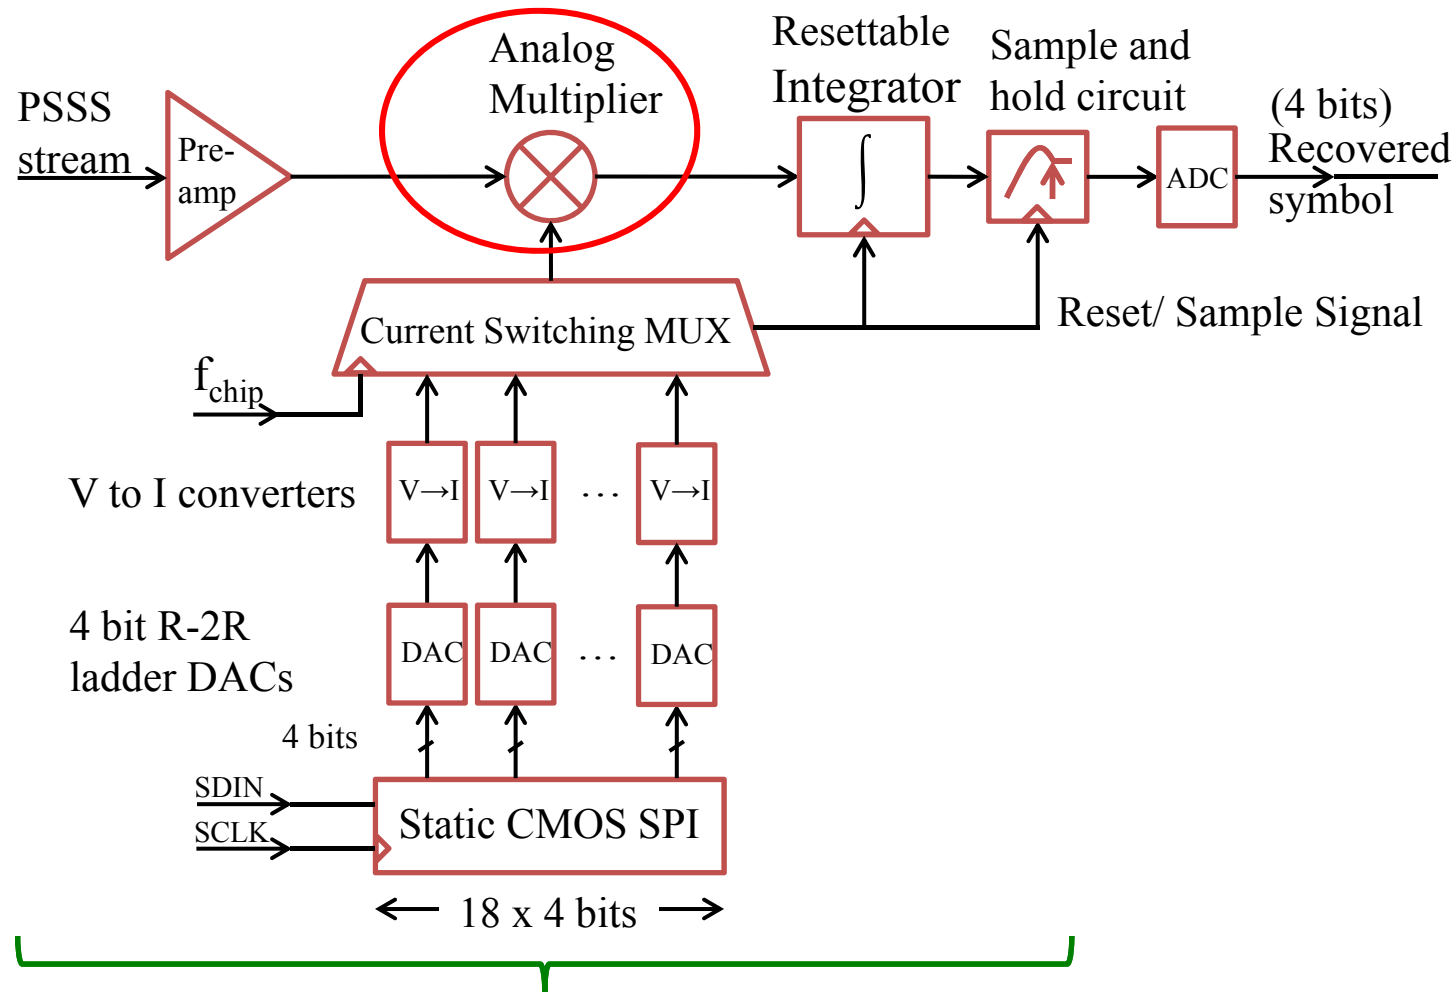 PSSS
stream
Pre-
amp
Analog
Multiplier
Resettable
Integrator
∫
Sample and
hold circuit
ADC
(4 bits)
Recovered
symbol
Current Switching MUX
Reset/ Sample Signal
fchip
V to I converters
V→I
V→I
...
V→I
4 bit R-2R
ladder DACs
DAC
DAC
...
DAC
4 bits
SDIN
SCLK
Static CMOS SPI
18 x 4 bits